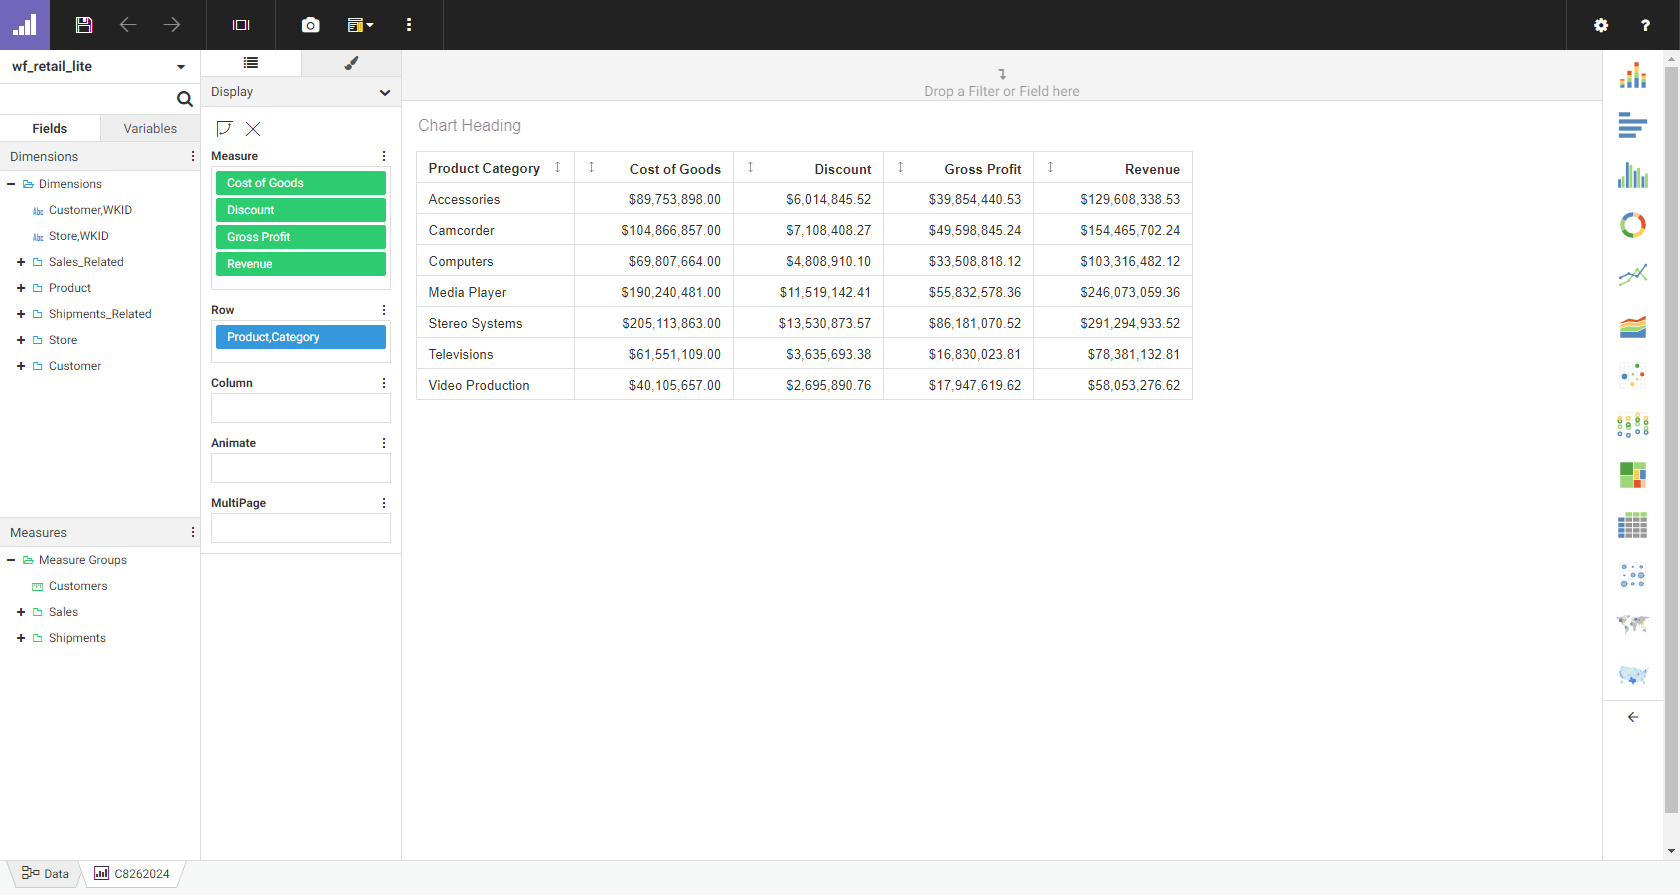 wf_retail_lite
Fields
Variables
Dimensions
Dimensions
Abc Customer,WKID
Abc Store,WKID
Sales_Related
Product
Shipments_Related
Store
Customer
Measures
Measure Groups
Customers
Sales
Shipments
Display
Measure
Cost of Goods
Discount
Gross Profit
Revenue
Row
Product,Category
Column
Animate
MultiPage
Drop a Filter or Field here
Chart Heading
Product Category Cost of Goods Discount Gross Profit Revenue
Accessories $89,753,898.00 $6,014,845.52 $39,854,440.53 $129,608,338.53
Camcorder $104,866,857.00 $7,108,408.27 $49,598,845.24 $154,465,702.24
Computers $69,807,664.00 $4,808,910.10 $33,508,818.12 $103,316,482.12
Media Player $190,240,481.00 $11,519,142.41 $55,832,578.36 $246,073,059.36
Stereo Systems $205,113,863.00 $13,530,873.57 $86,181,070.52 $291,294,933.52
Televisions $61,551,109.00 $3,635,693.38 $16,830,023.81 $78,381,132.81
Video Production $40,105,657.00 $2,695,890.76 $17,947,619.62 $58,053,276.62
Data
C8262024